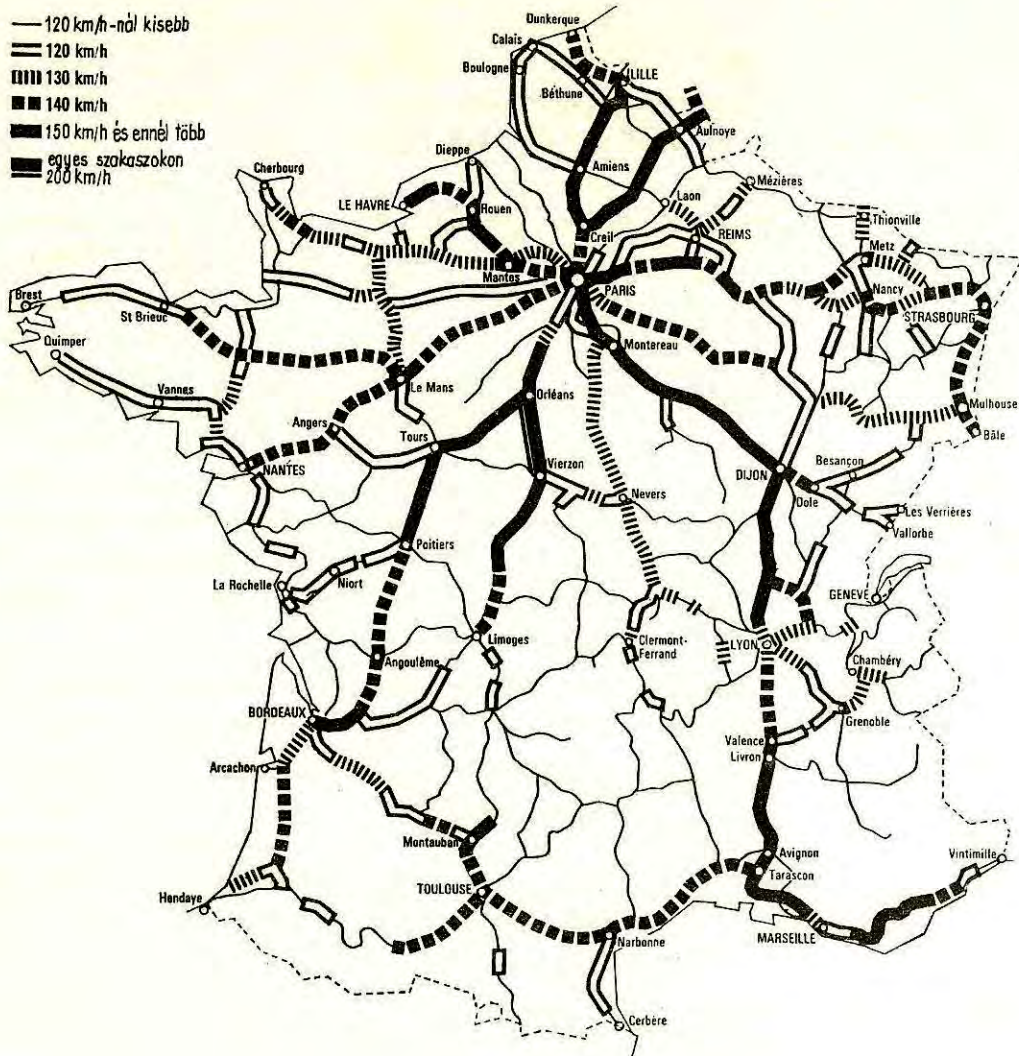 120 km/h-nál kisebb
120 km/h
130 km/h
140 km/h
150 km/h és ennél több
egyes szakaszokon
200 km/h
Dunkerque
Calais
Boulogne
LILLE
Béthune
Aulnoye
Dieppe
Amiens
Cherbourg
Mézières
LE HAVRE
Rouen
Laon
Thionville
Creil
REIMS
Metz
Mantes
PARIS
Nancy
Brest
St Brieuc
STRASBOURG
Quimper
Montereau
Le Mans
Vannes
Orléans
Mulhouse
Angers
Tours
Bâle
NANTES
Vierzon
DIJON
Besançon
Nevers
Dole
Les Verrières
Vallorbe
Poitiers
La Rochelle
Niort
GENÈVE
Limoges
Clermont-
Ferrand
LYON
Angoulême
Chambéry
BORDEAUX
Grenoble
Valence
Livron
Arcachon
Montauban
Avignon
Vintimille
Tarascon
TOULOUSE
Hendaye
MARSEILLE
Narbonne
Cerbère